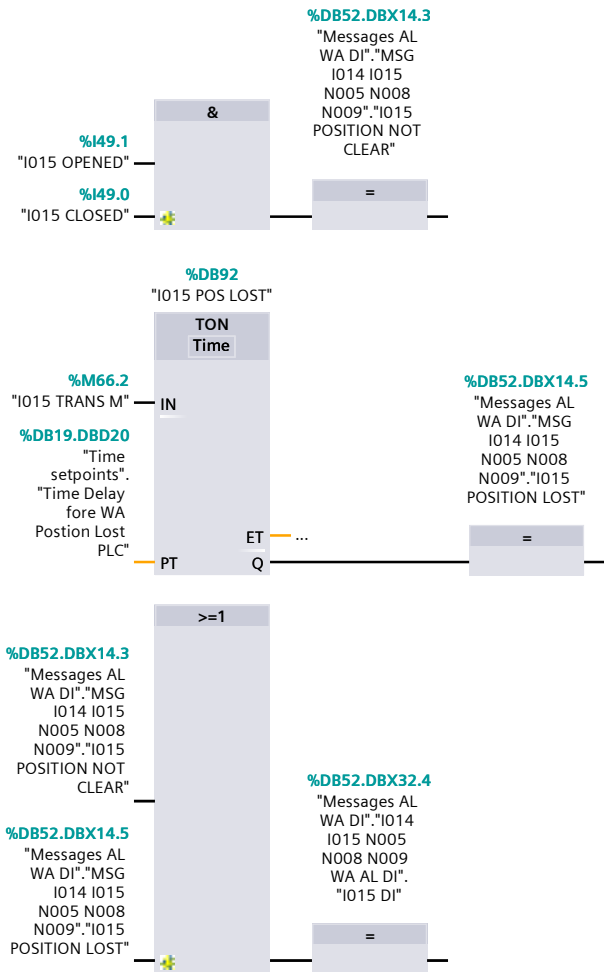 %DB52.DBX14.3
"Messages AL
WA DI"."MSG
I014 I015
N005 N008
N009"."I015
POSITION NOT
CLEAR"
&
%I49.1
"I015 OPENED"
%I49.0
"I015 CLOSED"
=
%DB92
"I015 POS LOST"
TON
Time
%M66.2
"I015 TRANS M"
IN
%DB19.DBD20
"Time
setpoints".
"Time Delay
fore WA
Postion Lost
PLC"
PT
ET
...
Q
%DB52.DBX14.5
"Messages AL
WA DI"."MSG
I014 I015
N005 N008
N009"."I015
POSITION LOST"
=
>=1
%DB52.DBX14.3
"Messages AL
WA DI"."MSG
I014 I015
N005 N008
N009"."I015
POSITION NOT
CLEAR"
%DB52.DBX14.5
"Messages AL
WA DI"."MSG
I014 I015
N005 N008
N009"."I015
POSITION LOST"
%DB52.DBX32.4
"Messages AL
WA DI"."I014
I015 N005
N008 N009
WA AL DI".
"I015 DI"
=